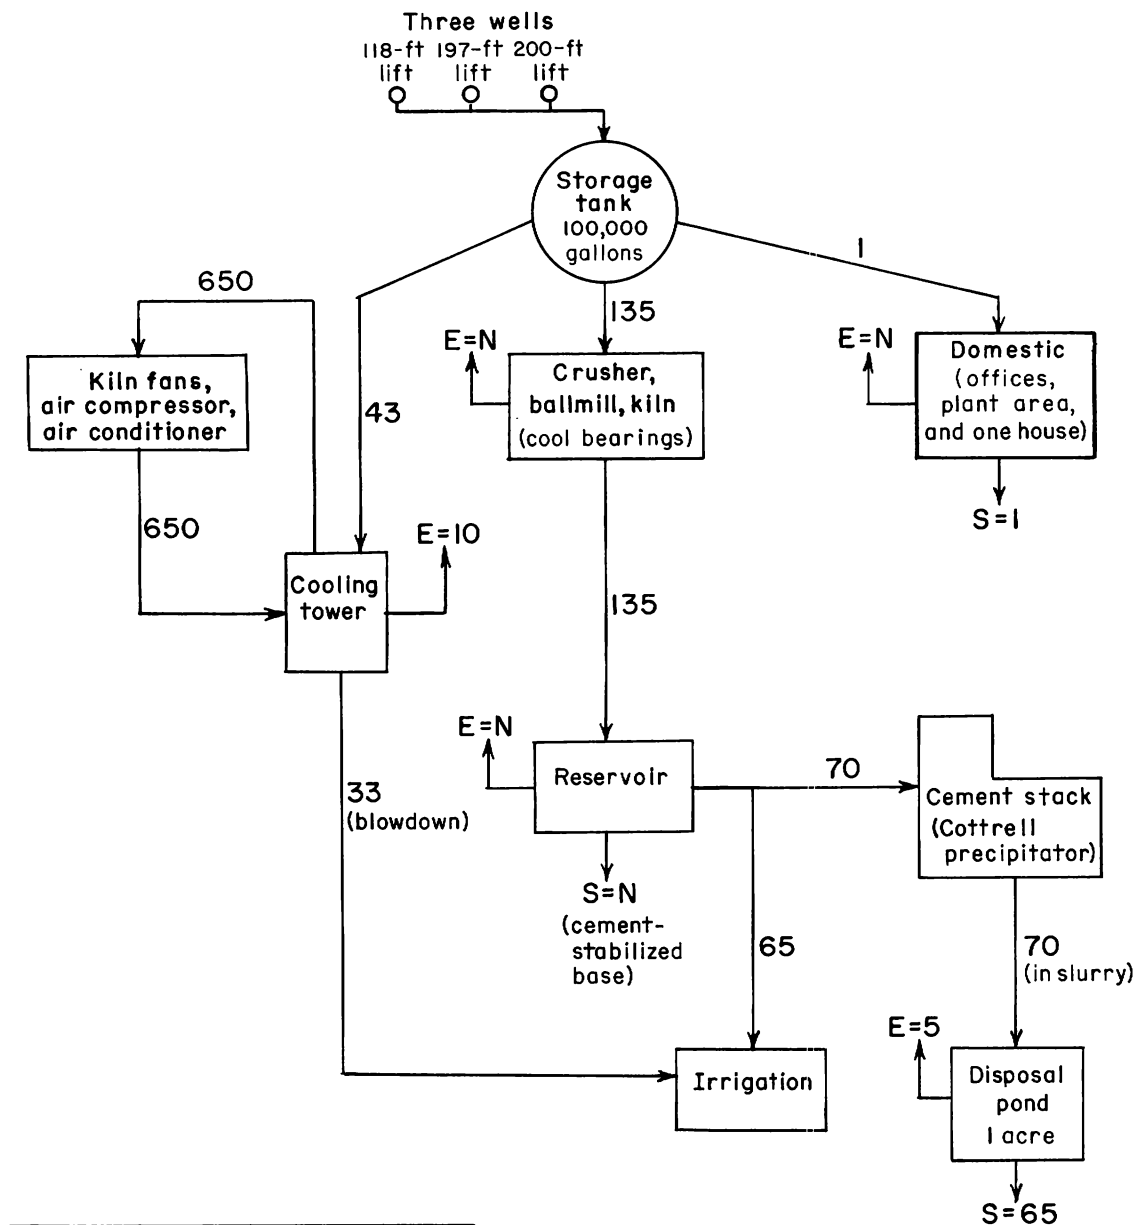 Three wells
118-ft 197-ft 200-ft
lift lift lift
Storage
tank
100,000
gallons
1
650
135
E=N
E=N
Domestic
(offices,
plant area,
and one house)
Kiln fans,
air compressor,
air conditioner
Crusher,
ballmill, kiln
(cool bearings)
43
650
E=10
S=1
Cooling
tower
135
E=N
Reservoir
70
33
(blowdown)
Cement stack
(Cottrell
precipitator)
S=N
(cement-
stabilized
base)
65
70
(in slurry)
E=5
Irrigation
Disposal
pond
1 acre
S=65